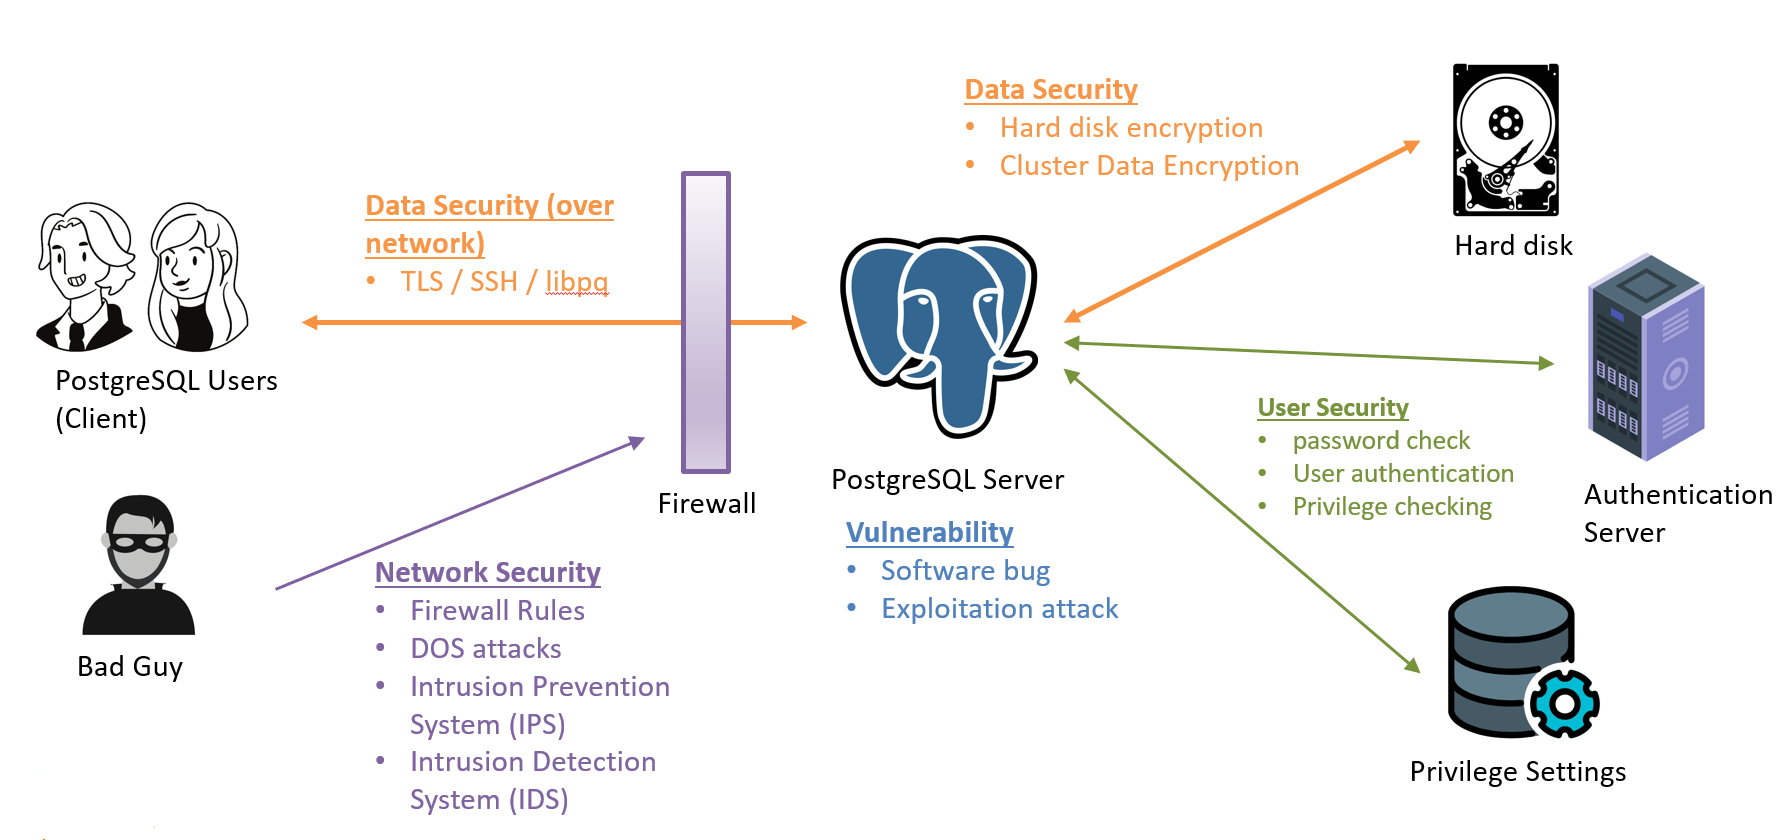 Data Security
• Hard disk encryption
• Cluster Data Encryption
Hard disk
Data Security (over
network)
• TLS / SSH / libpq
PostgreSQL Users
(Client)
Firewall
PostgreSQL Server
Vulnerability
• Software bug
• Exploitation attack
User Security
• password check
• User authentication
• Privilege checking
Authentication
Server
Bad Guy
Network Security
• Firewall Rules
• DOS attacks
• Intrusion Prevention
System (IPS)
• Intrusion Detection
System (IDS)
Privilege Settings